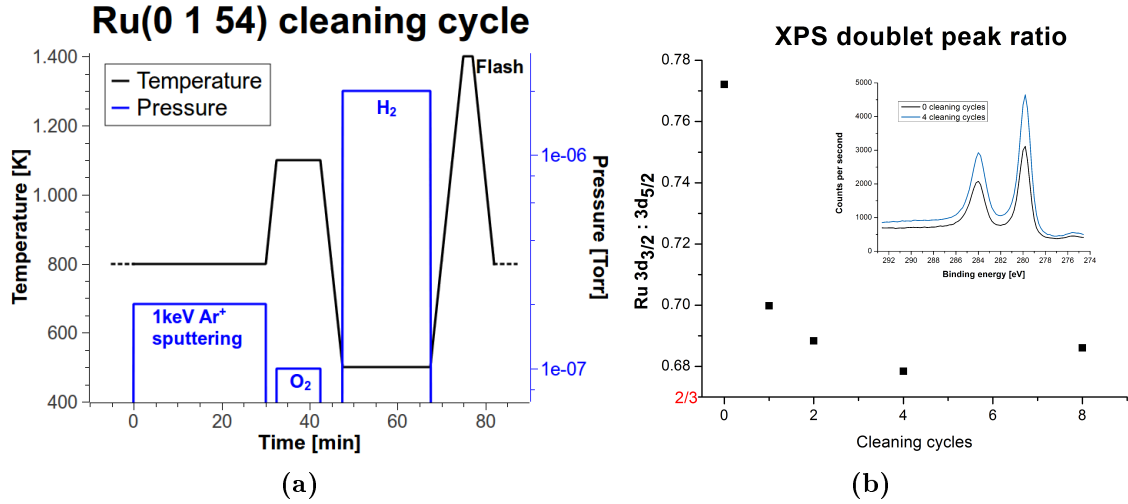 Ru(0 1 54) cleaning cycle
1.400
1.200
1.000
800
600
400
Temperature [K]
Temperature
Pressure
Flash
H2
1keV Ar+
sputtering
O2
1e-06
1e-07
Pressure [Torr]
0
20
40
60
80
Time [min]
(a)
XPS doublet peak ratio
0.78
0.76
0.74
0.72
0.70
0.68
2/3
Ru 3d3/2 : 3d5/2
0 cleaning cycles
4 cleaning cycles
5000
4000
3000
2000
1000
0
Counts per second
292 290 288 286 284 282 280 278 276 274
Binding energy [eV]
0 2 4 6 8
Cleaning cycles
(b)